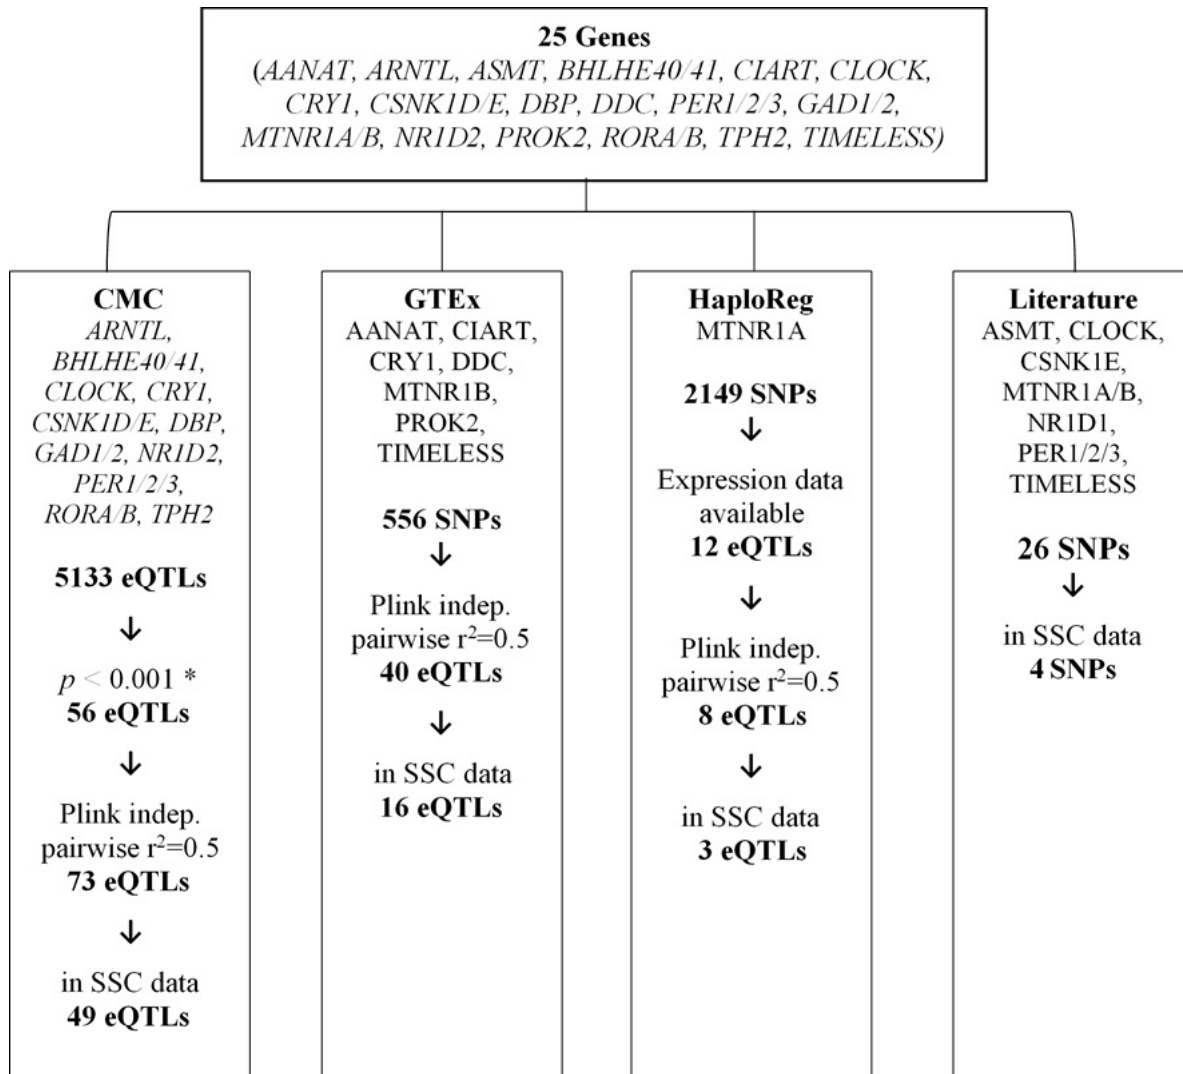 25 Genes
(AANAT, ARNTL, ASMT, BHLHE40/41, CIART, CLOCK,
CRY1, CSNK1D/E, DBP, DDC, PER1/2/3, GAD1/2,
MTNR1A/B, NR1D2, PROK2, RORA/B, TPH2, TIMELESS)
CMC
ARNTL,
BHLHE40/41,
CLOCK, CRY1,
CSNK1D/E, DBP,
GAD1/2, NR1D2,
PER1/2/3,
RORA/B, TPH2
5133 eQTLs
↓
p < 0.001 *
56 eQTLs
↓
Plink indep.
pairwise r²=0.5
73 eQTLs
↓
in SSC data
49 eQTLs
GTEx
AANAT, CIART,
CRY1, DDC,
MTNR1B,
PROK2,
TIMELESS
556 SNPs
↓
Plink indep.
pairwise r²=0.5
40 eQTLs
↓
in SSC data
16 eQTLs
HaploReg
MTNR1A
2149 SNPs
↓
Expression data
available
12 eQTLs
↓
Plink indep.
pairwise r²=0.5
8 eQTLs
↓
in SSC data
3 eQTLs
Literature
ASMT, CLOCK,
CSNK1E,
MTNR1A/B,
NR1D1,
PER1/2/3,
TIMELESS
26 SNPs
↓
in SSC data
4 SNPs